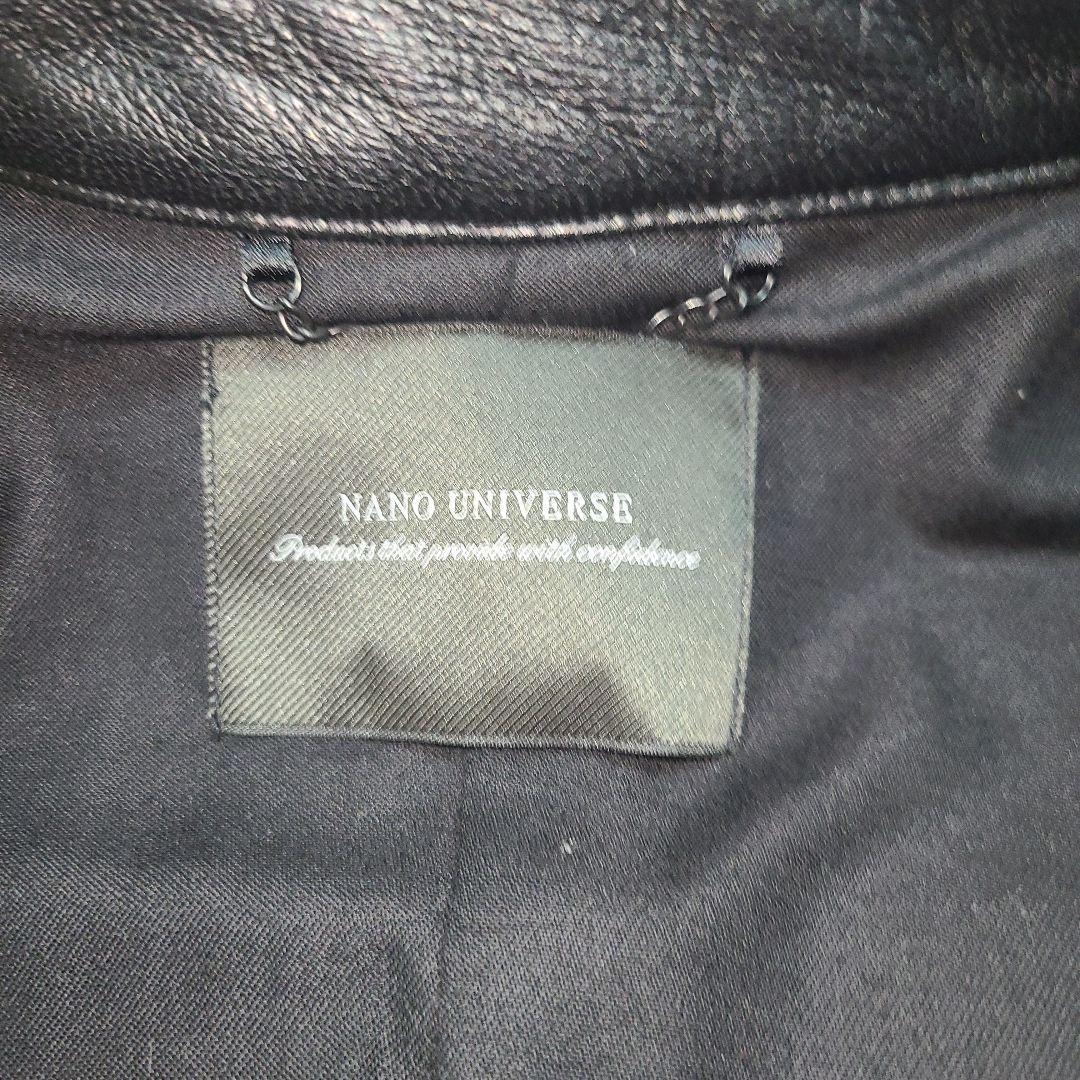 NANO UNIVERSE
Products that provide with confidence